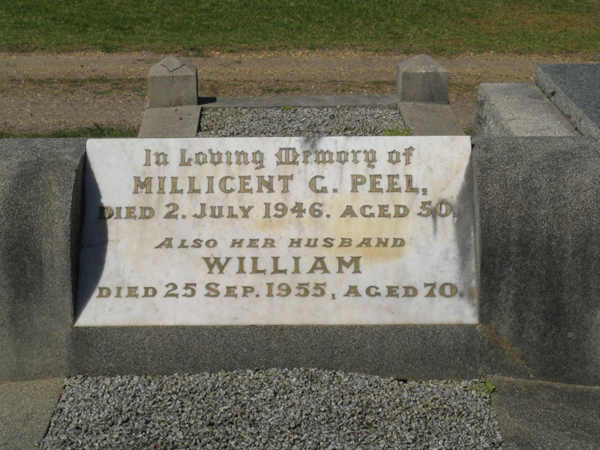 In Loving Memory of
MILLICENT G. PEEL,
DIED 2. JULY 1946. AGED 50.
ALSO HER HUSBAND
WILLIAM
DIED 25 SEP. 1955, AGED 70.